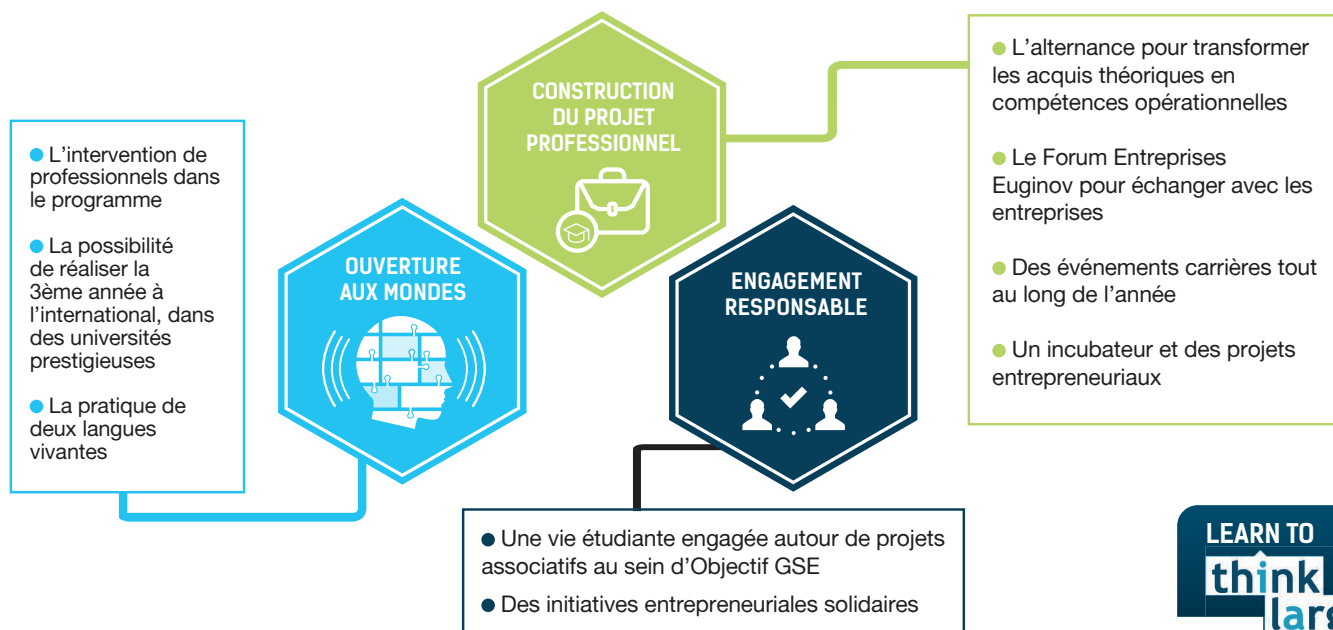 CONSTRUCTION
DU PROJET
PROFESSIONNEL
● L’alternance pour transformer
les acquis théoriques en
compétences opérationnelles
● Le Forum Entreprises
Euginov pour échanger avec les
entreprises
● Des événements carrières tout
au long de l’année
● Un incubateur et des projets
entrepreneuriaux
● L’intervention de
professionnels dans
le programme
● La possibilité
de réaliser la
3ème année à
l’international, dans
des universités
prestigieuses
● La pratique de
deux langues
vivantes
OUVERTURE
AUX MONDES
ENGAGEMENT
RESPONSABLE
● Une vie étudiante engagée autour de projets
associatifs au sein d’Objectif GSE
● Des initiatives entrepreneuriales solidaires
LEARN TO
think